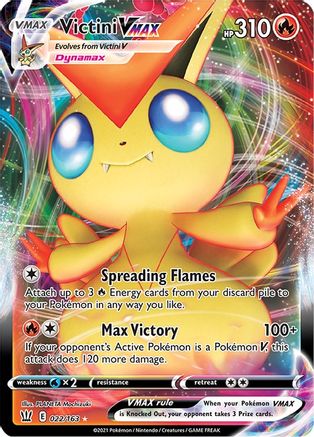 VMAX Victini VMAX HP 310
Evolves from Victini V
Dynamax
Spreading Flames
Attach up to 3 Energy cards from your discard pile to
your Pokémon in any way you like.
Max Victory 100+
If your opponent's Active Pokémon is a Pokémon V, this
attack does 120 more damage.
weakness ×2 resistance retreat
Illus. PLANETA Mochizuki
E 022/163 ★
©2021 Pokémon / Nintendo / Creatures / GAME FREAK
VMAX rule When your Pokémon VMAX
is Knocked Out, your opponent takes 3 Prize cards.